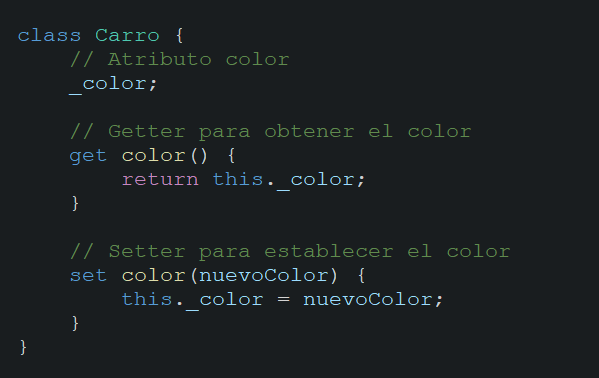 class Carro {
    // Atributo color
    _color;

    // Getter para obtener el color
    get color() {
        return this._color;
    }

    // Setter para establecer el color
    set color(nuevoColor) {
        this._color = nuevoColor;
    }
}